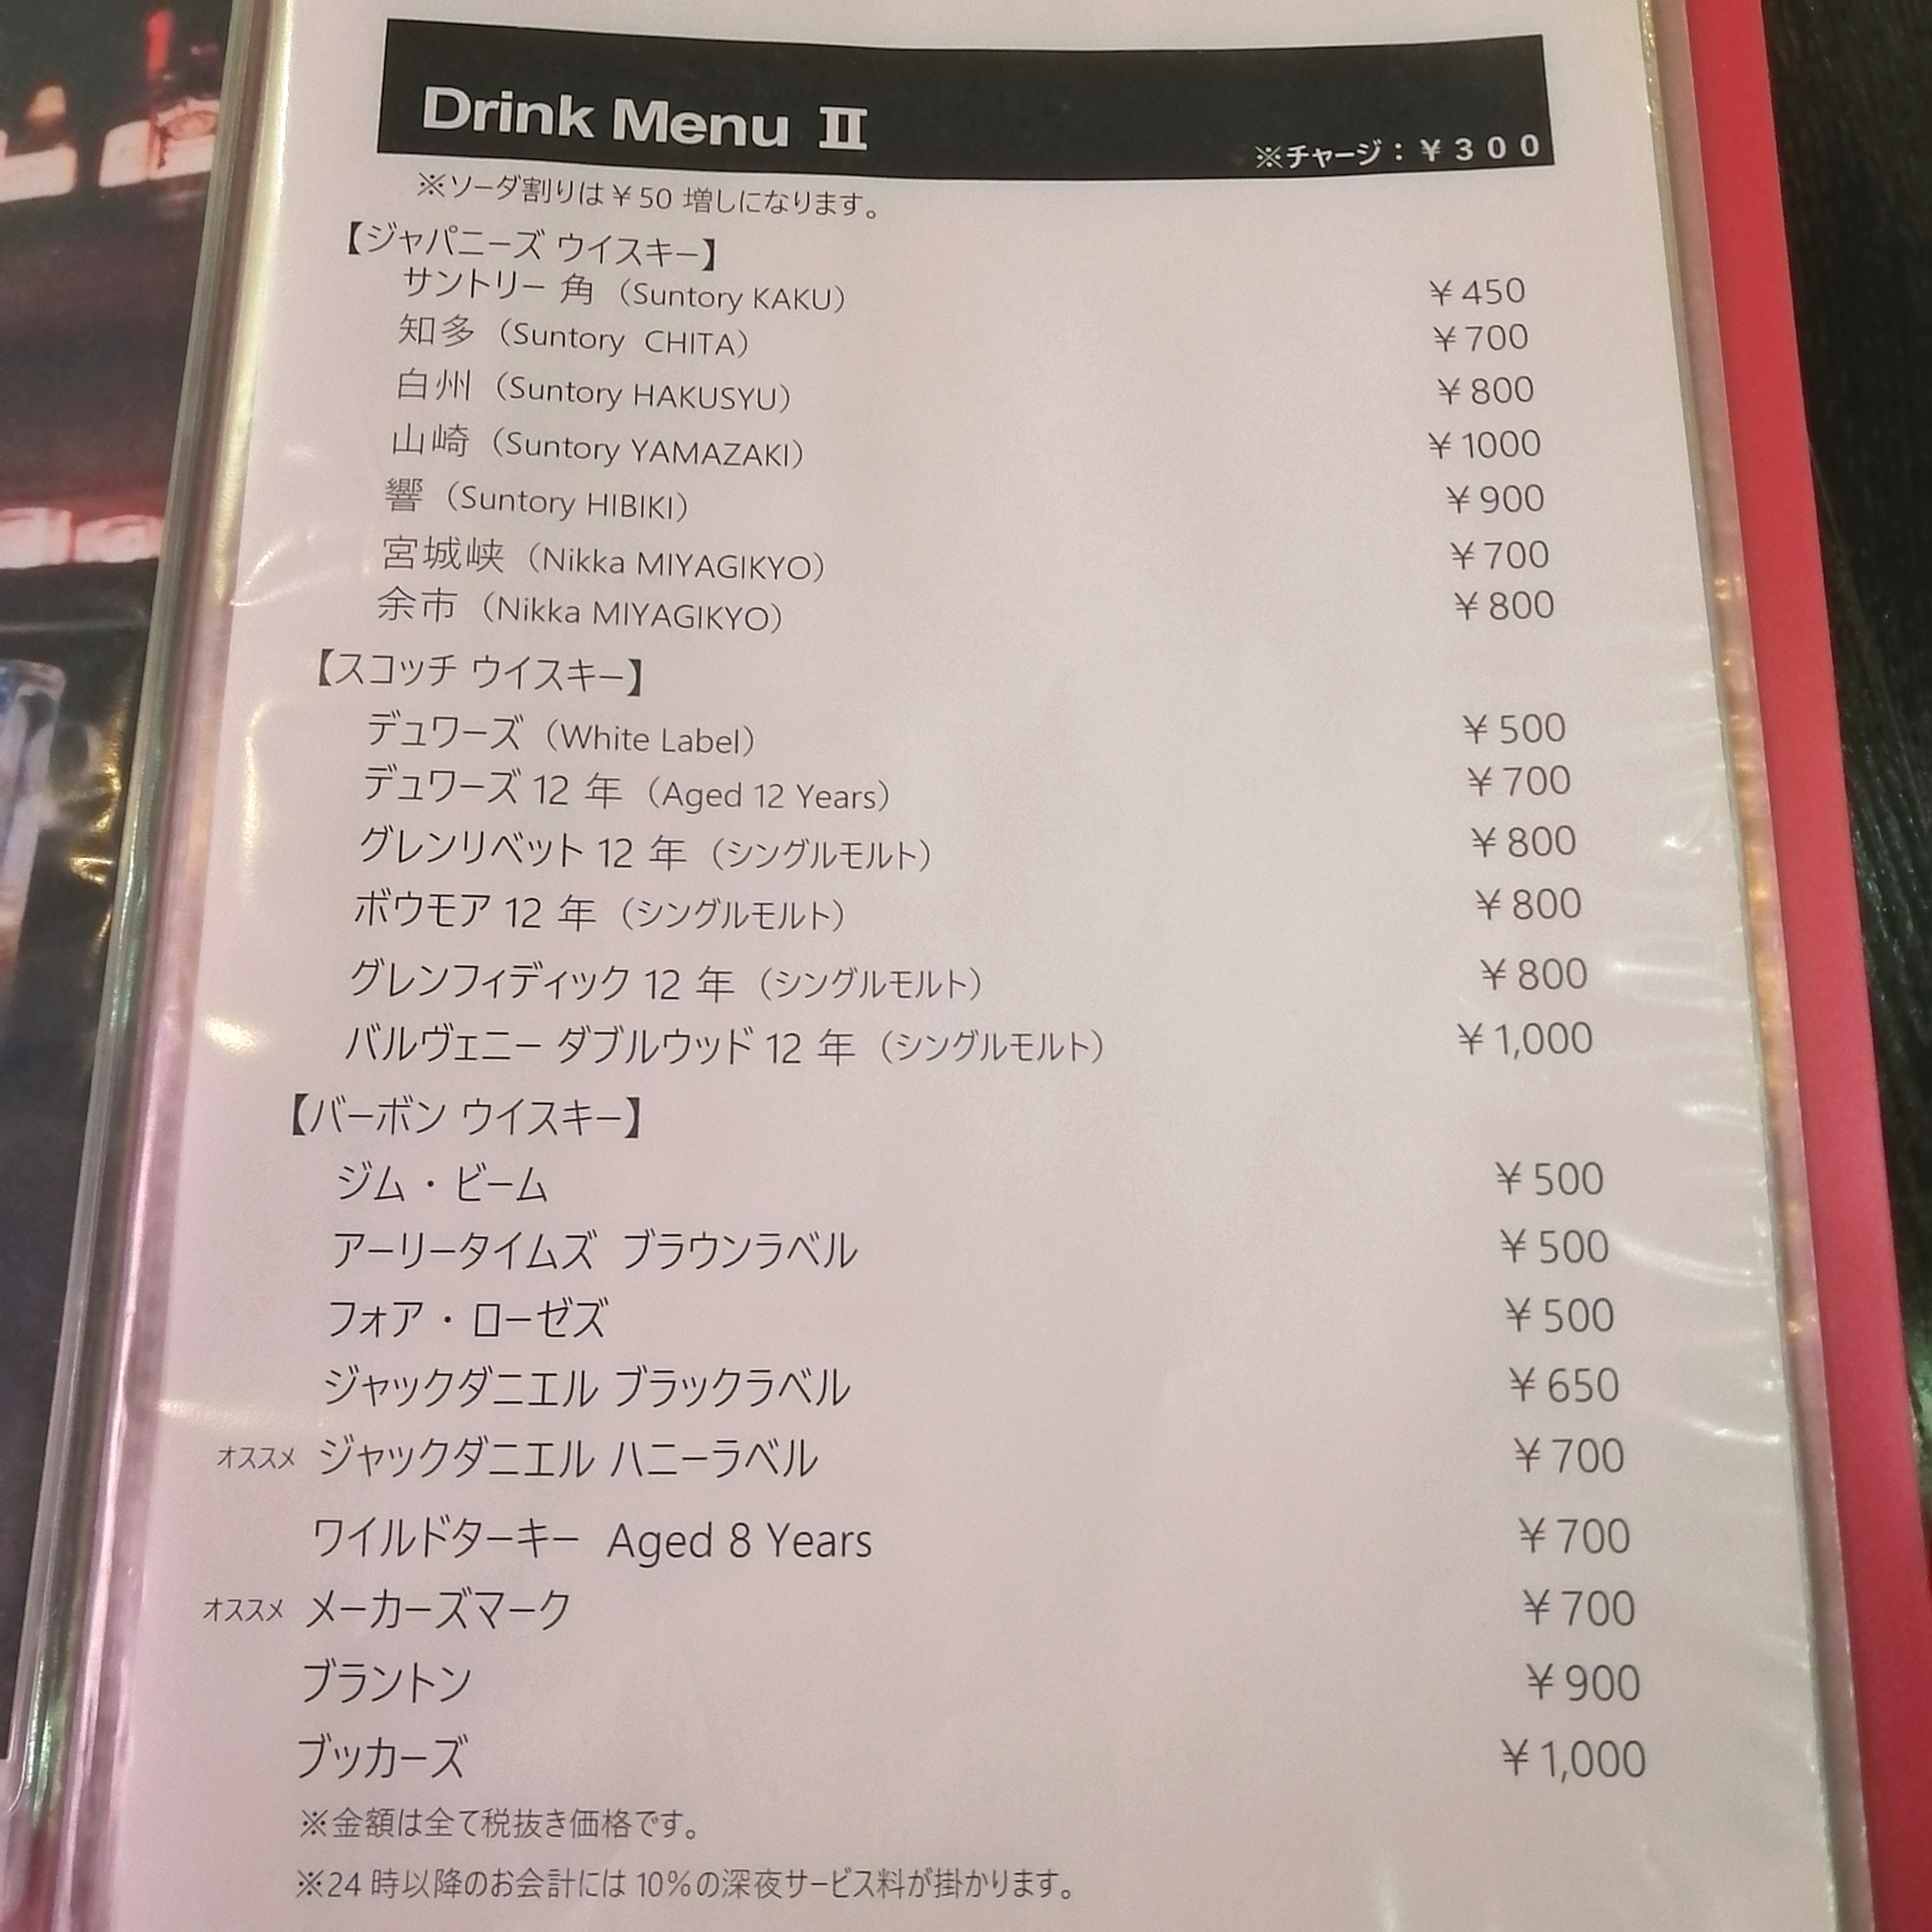 Drink Menu Ⅱ
※チャージ：¥300
※ソーダ割りは¥50 増しになります。
【ジャパニーズ ウイスキー】
サントリー 角（Suntory KAKU） ¥450
知多（Suntory CHITA） ¥700
白州（Suntory HAKUSYU） ¥800
山崎（Suntory YAMAZAKI） ¥1000
響（Suntory HIBIKI） ¥900
宮城峡（Nikka MIYAGIKYO） ¥700
余市（Nikka MIYAGIKYO） ¥800
【スコッチ ウイスキー】
デュワーズ（White Label） ¥500
デュワーズ 12 年（Aged 12 Years） ¥700
グレンリベット 12 年（シングルモルト） ¥800
ボウモア 12 年（シングルモルト） ¥800
グレンフィディック 12 年（シングルモルト） ¥800
バルヴェニー ダブルウッド 12 年（シングルモルト） ¥1,000
【バーボン ウイスキー】
ジム・ビーム ¥500
アーリータイムズ ブラウンラベル ¥500
フォア・ローゼズ ¥500
ジャックダニエル ブラックラベル ¥650
オススメ ジャックダニエル ハニーラベル ¥700
ワイルドターキー Aged 8 Years ¥700
オススメ メーカーズマーク ¥700
ブラントン ¥900
ブッカーズ ¥1,000
※金額は全て税抜き価格です。
※24 時以降のお会計には 10%の深夜サービス料が掛かります。